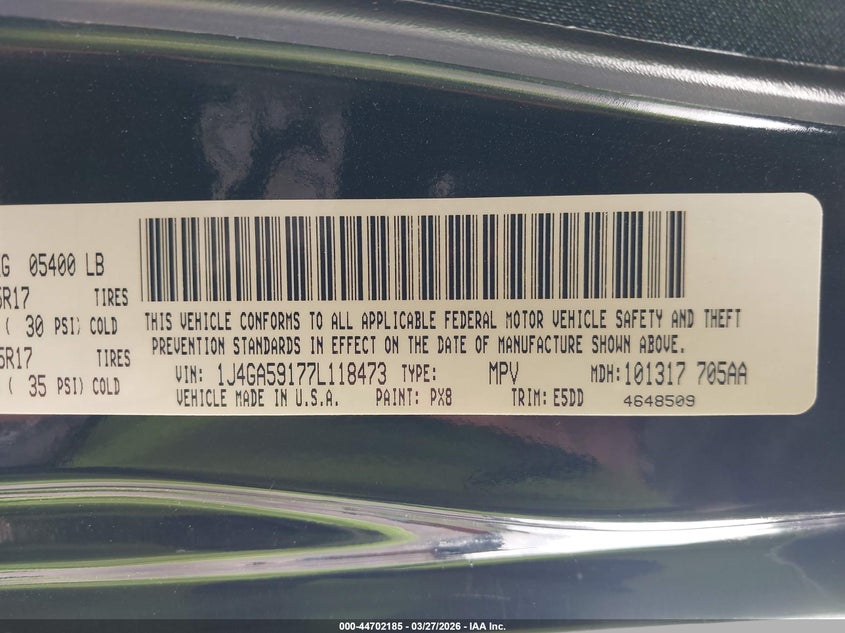 G 05400 LB
5R17 TIRES
( 30 PSI) COLD
5R17 TIRES
( 35 PSI) COLD
THIS VEHICLE CONFORMS TO ALL APPLICABLE FEDERAL MOTOR VEHICLE SAFETY AND THEFT
PREVENTION STANDARDS IN EFFECT ON THE DATE OF MANUFACTURE SHOWN ABOVE.
VIN: 1J4GA59177L118473 TYPE: MPV MDH: 101317 705AA
VEHICLE MADE IN U.S.A. PAINT: PX8 TRIM: E5DD 4648509
000-44702185 - 03/27/2026 - IAA Inc.